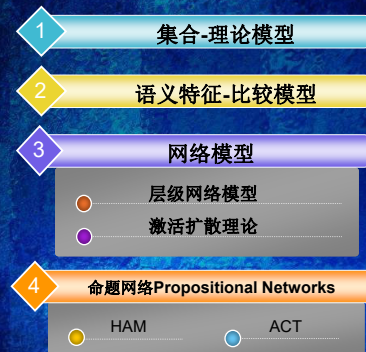 1 集合-理论模型
2 语义特征-比较模型
3 网络模型
层级网络模型
激活扩散理论
4 命题网络Propositional Networks
HAM ACT